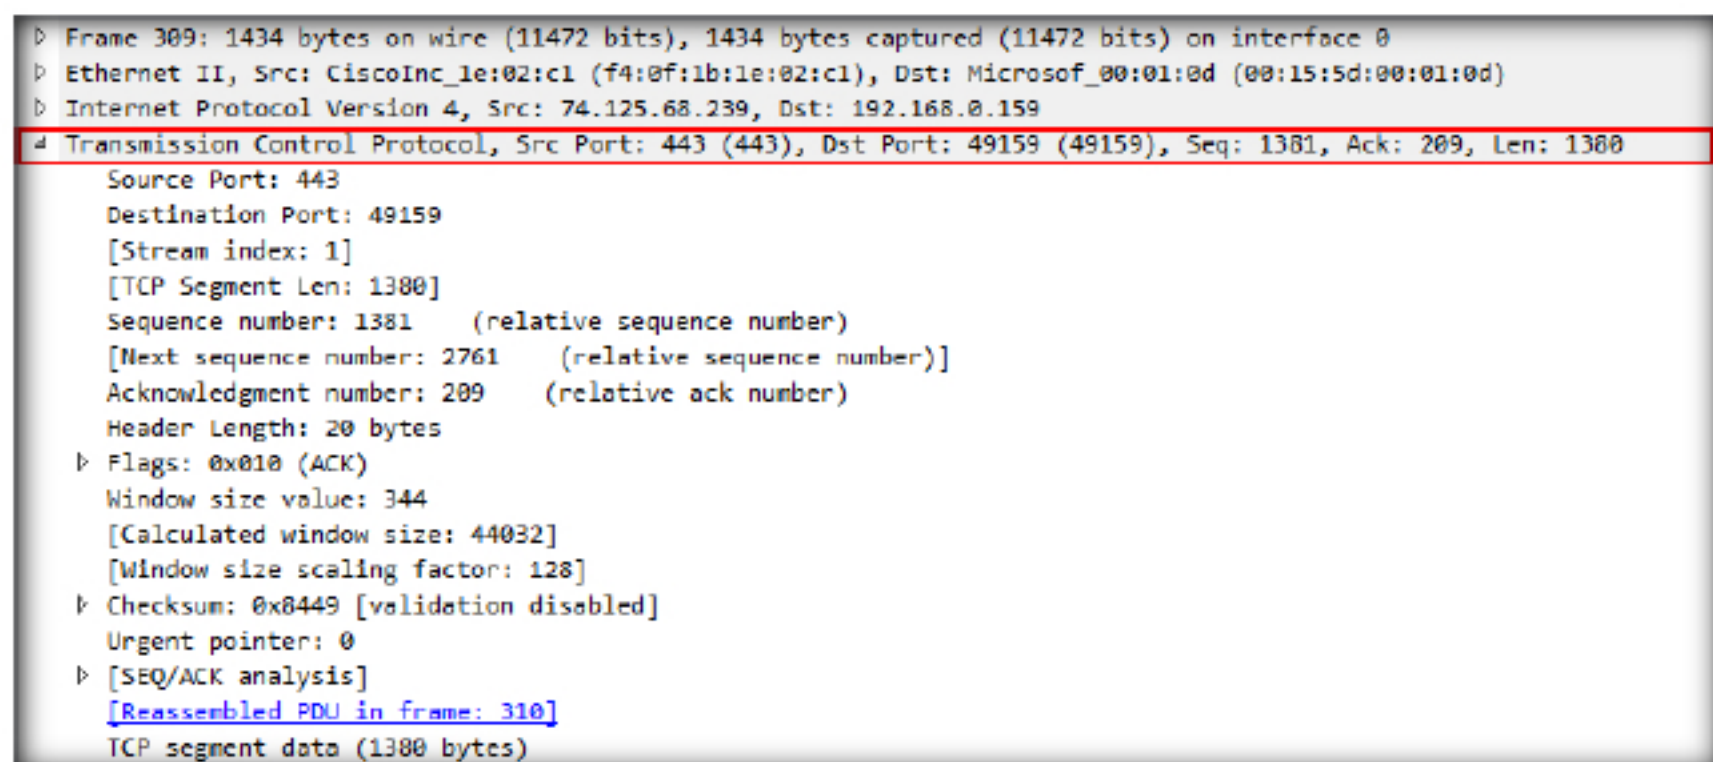 Frame 309: 1434 bytes on wire (11472 bits), 1434 bytes captured (11472 bits) on interface 0
Ethernet II, Src: CiscoInc_1e:02:c1 (f4:0f:1b:1e:02:c1), Dst: Microsof_00:01:0d (00:15:5d:00:01:0d)
Internet Protocol Version 4, Src: 74.125.68.239, Dst: 192.168.0.159
Transmission Control Protocol, Src Port: 443 (443), Dst Port: 49159 (49159), Seq: 1381, Ack: 209, Len: 1380
Source Port: 443
Destination Port: 49159
[Stream index: 1]
[TCP Segment Len: 1380]
Sequence number: 1381    (relative sequence number)
[Next sequence number: 2761    (relative sequence number)]
Acknowledgment number: 209    (relative ack number)
Header Length: 20 bytes
Flags: 0x010 (ACK)
Window size value: 344
[Calculated window size: 44032]
[Window size scaling factor: 128]
Checksum: 0x8449 [validation disabled]
Urgent pointer: 0
[SEQ/ACK analysis]
[Reassembled PDU in frame: 310]
TCP segment data (1380 bytes)